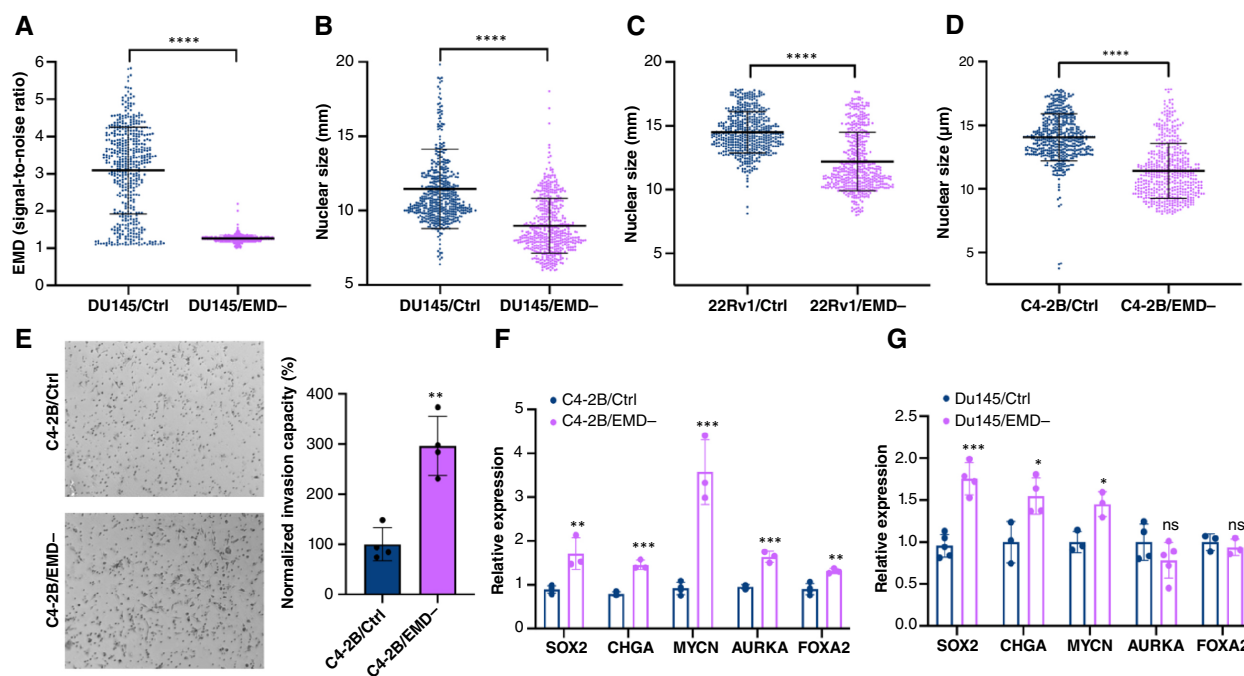 A
EMD (signal-to-noise ratio)
6
5
4
3
2
1
0
****
DU145/Ctrl
DU145/EMD–
B
Nuclear size (mm)
20
15
10
5
****
DU145/Ctrl
DU145/EMD–
C
Nuclear size (mm)
20
15
10
5
****
22Rv1/Ctrl
22Rv1/EMD–
D
Nuclear size (µm)
20
15
10
5
****
C4-2B/Ctrl
C4-2B/EMD–
E
C4-2B/Ctrl
C4-2B/EMD–
Normalized invasion capacity (%)
400
300
200
100
0
**
C4-2B/Ctrl
C4-2B/EMD–
F
C4-2B/Ctrl
C4-2B/EMD–
Relative expression
5
4
3
2
1
0
**
***
***
***
**
SOX2
CHGA
MYCN
AURKA
FOXA2
G
Du145/Ctrl
Du145/EMD–
Relative expression
2.5
2.0
1.5
1.0
0.5
0.0
***
*
*
ns
ns
SOX2
CHGA
MYCN
AURKA
FOXA2